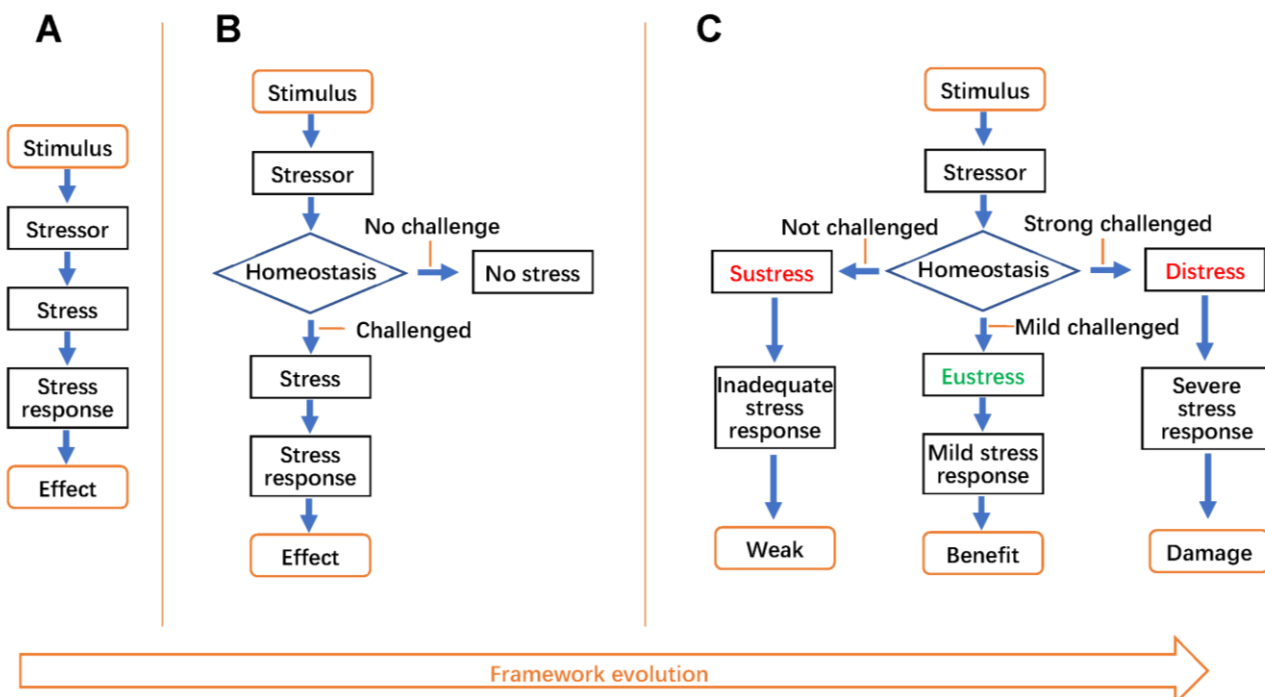 A
Stimulus
Stressor
Stress
Stress
response
Effect
B
Stimulus
Stressor
No challenge
Homeostasis
No stress
Challenged
Stress
Stress
response
Effect
C
Stimulus
Stressor
Not challenged
Strong challenged
Sustress
Homeostasis
Distress
Mild challenged
Inadequate
stress
response
Eustress
Severe
stress
response
Mild stress
response
Weak
Benefit
Damage
Framework evolution